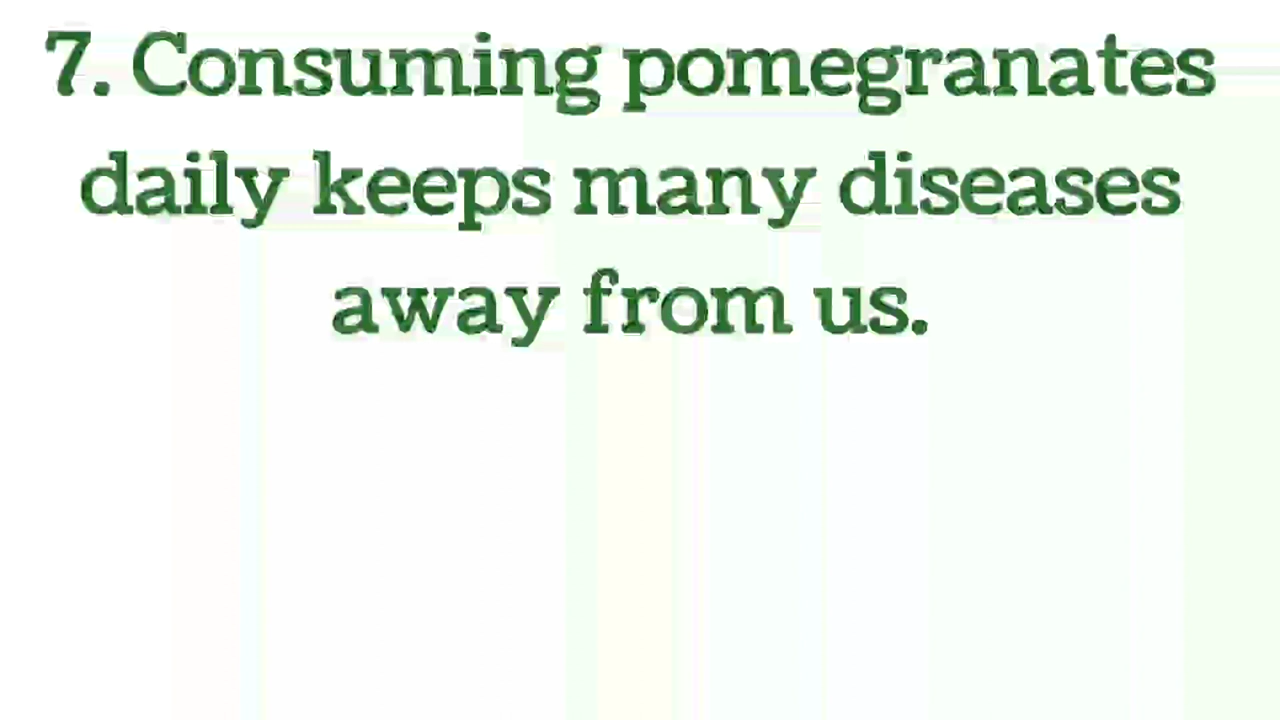 7. Consuming pomegranates
daily keeps many diseases
away from us.